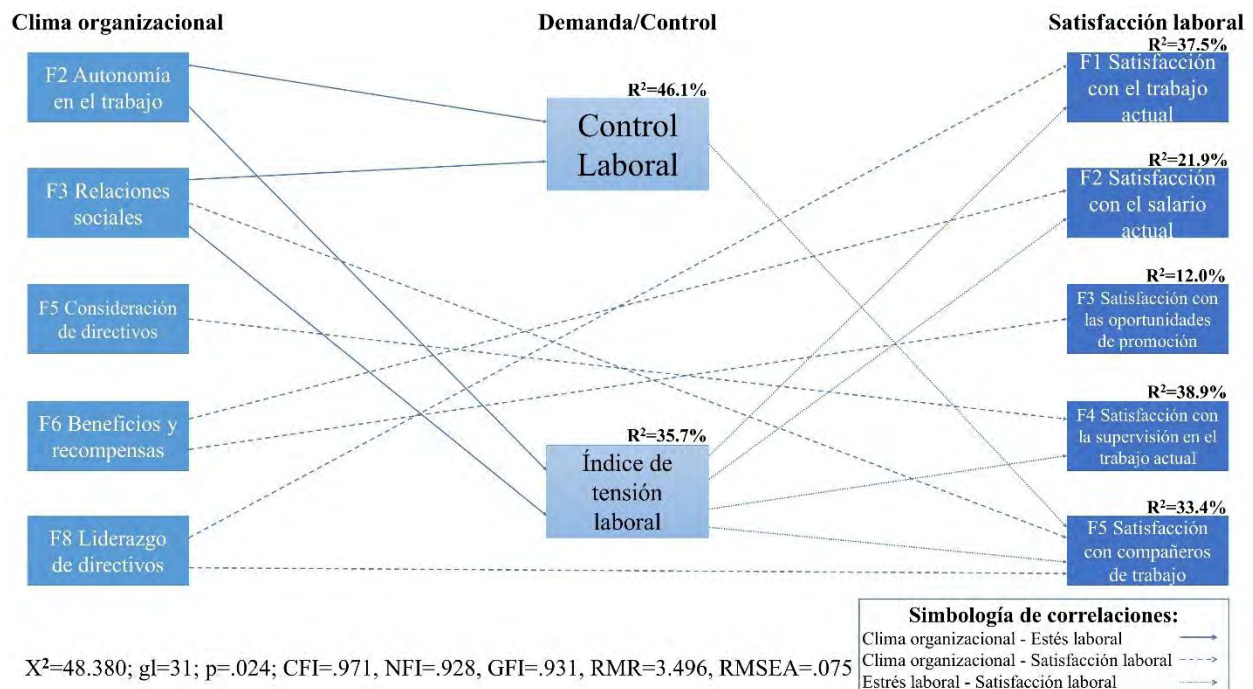 Clima organizacional
F2 Autonomía
en el trabajo
F3 Relaciones
sociales
F5 Consideración
de directivos
F6 Beneficios y
recompensas
F8 Liderazgo
de directivos
Demanda/Control
R²=46.1%
Control
Laboral
R²=35.7%
Índice de
tensión
laboral
Satisfacción laboral
R²=37.5%
F1 Satisfacción
con el trabajo
actual
R²=21.9%
F2 Satisfacción
con el salario
actual
R²=12.0%
F3 Satisfacción con
las oportunidades
de promoción
R²=38.9%
F4 Satisfacción con
la supervisión en el
trabajo actual
R²=33.4%
F5 Satisfacción
con compañeros
de trabajo
X²=48.380; gl=31; p=.024; CFI=.971, NFI=.928, GFI=.931, RMR=3.496, RMSEA=.075
Simbología de correlaciones:
Clima organizacional - Estés laboral
Clima organizacional - Satisfacción laboral
Estrés laboral - Satisfacción laboral